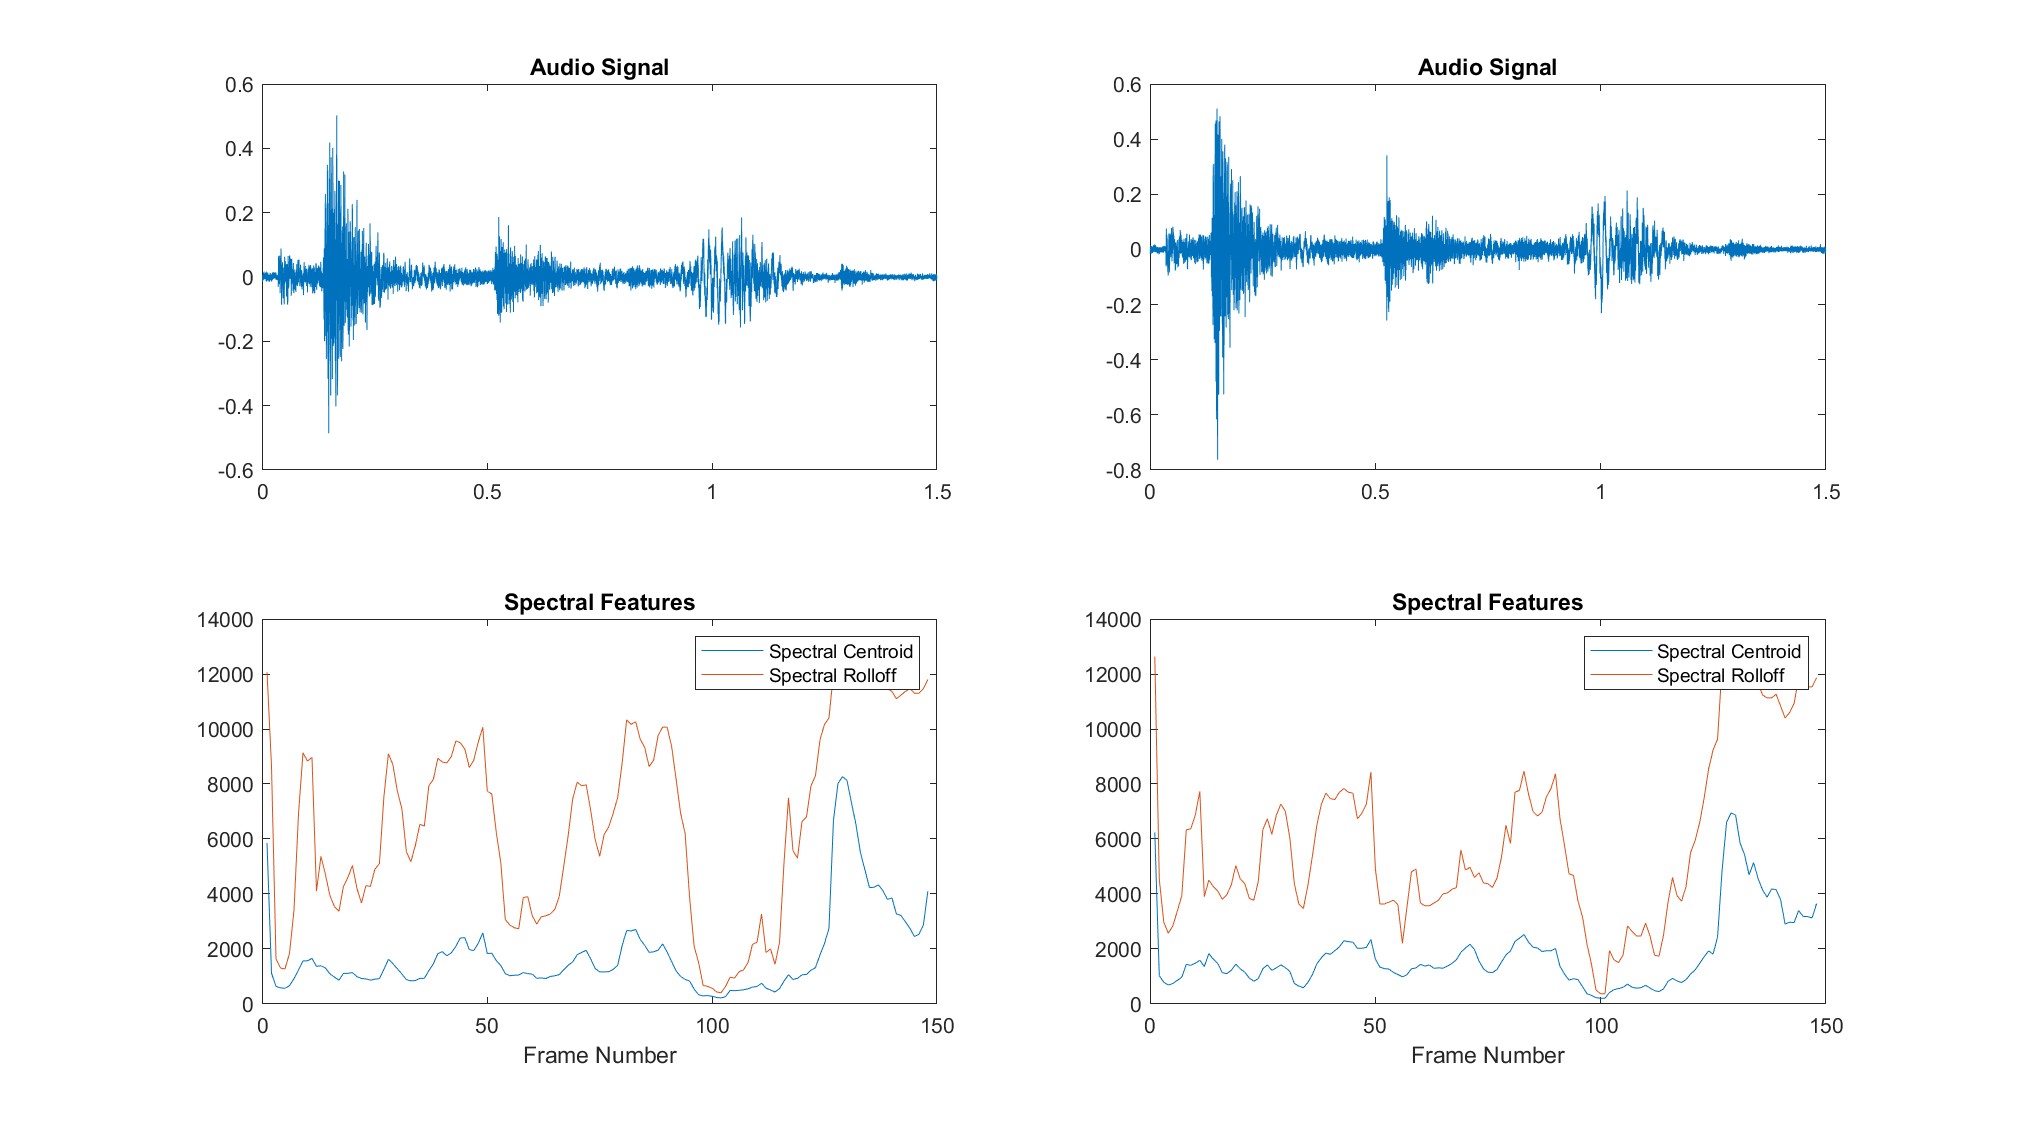 Audio Signal
0.6
0.4
0.2
0
-0.2
-0.4
-0.6
0 0.5 1 1.5
Audio Signal
0.6
0.4
0.2
0
-0.2
-0.4
-0.6
-0.8
0 0.5 1 1.5
Spectral Features
14000
12000
10000
8000
6000
4000
2000
0
Spectral Centroid
Spectral Rolloff
0 50 100 150
Frame Number
Spectral Features
14000
12000
10000
8000
6000
4000
2000
0
Spectral Centroid
Spectral Rolloff
0 50 100 150
Frame Number